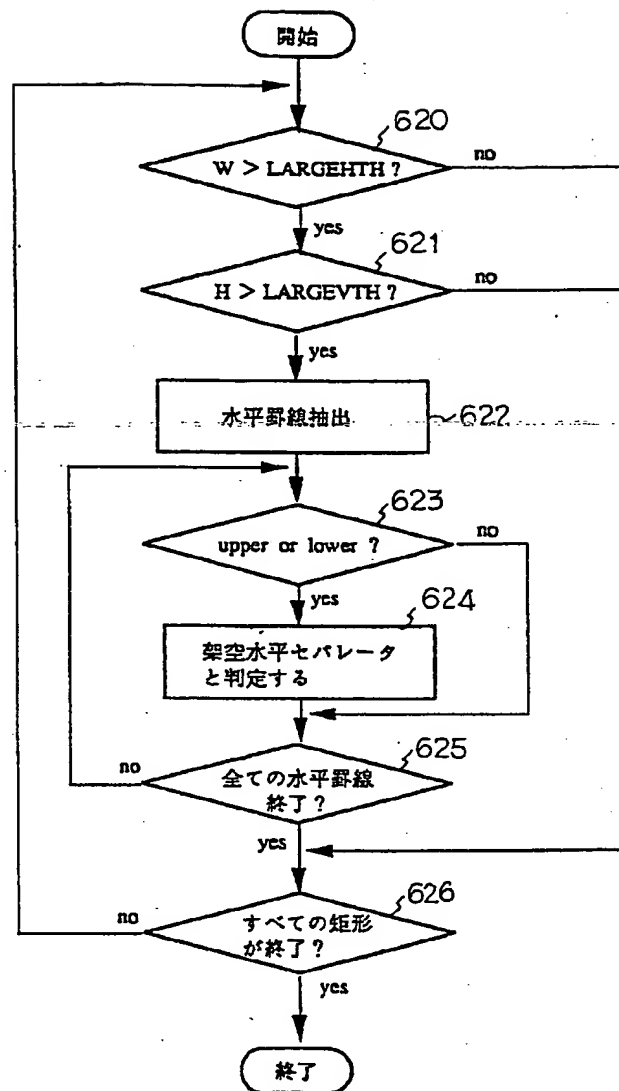 開始
620
W > LARGEHTH ?
no
yes
621
H > LARGEVTH ?
no
yes
水平罫線抽出
622
623
upper or lower ?
no
yes
624
架空水平セパレータ
と判定する
625
no
全ての水平罫線
終了？
yes
626
no
すべての矩形
が終了？
yes
終了